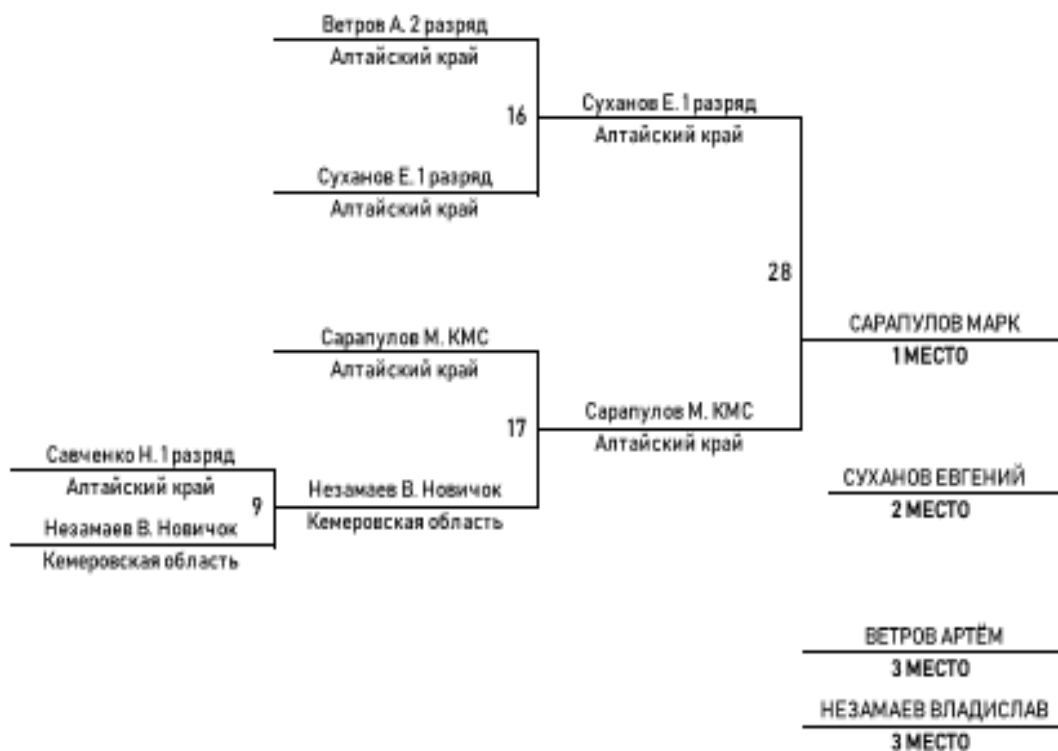 Ветров А. 2 разряд
Алтайский край
16
Суханов Е. 1 разряд
Алтайский край
Суханов Е. 1 разряд
Алтайский край
28
Сарапулов М. КМС
Алтайский край
САРАПУЛОВ МАРК
1 МЕСТО
17
Сарапулов М. КМС
Алтайский край
Савченко Н. 1 разряд
Алтайский край
9
Незамаев В. Новичок
Кемеровская область
Незамаев В. Новичок
Кемеровская область
СУХАНОВ ЕВГЕНИЙ
2 МЕСТО
ВЕТРОВ АРТЁМ
3 МЕСТО
НЕЗАМАЕВ ВЛАДИСЛАВ
3 МЕСТО